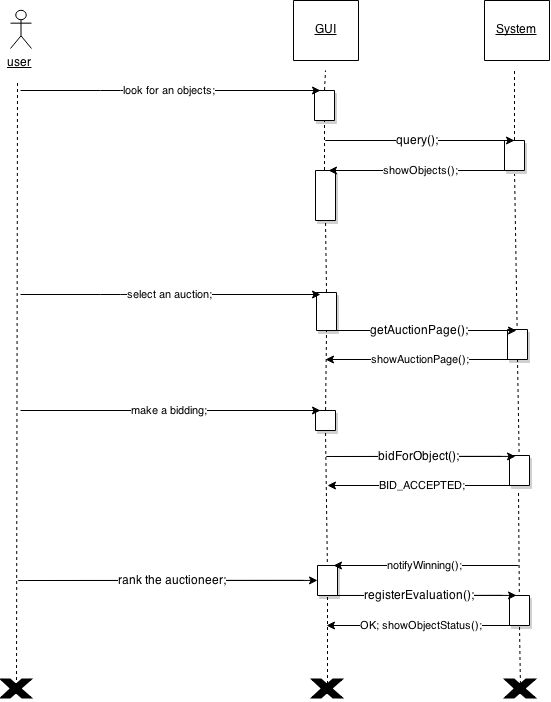 GUI
System
user
look for an objects;
query();
showObjects();
select an auction;
getAuctionPage();
showAuctionPage();
make a bidding;
bidForObject();
BID_ACCEPTED;
notifyWinning();
rank the auctioneer;
registerEvaluation();
OK; showObjectStatus();